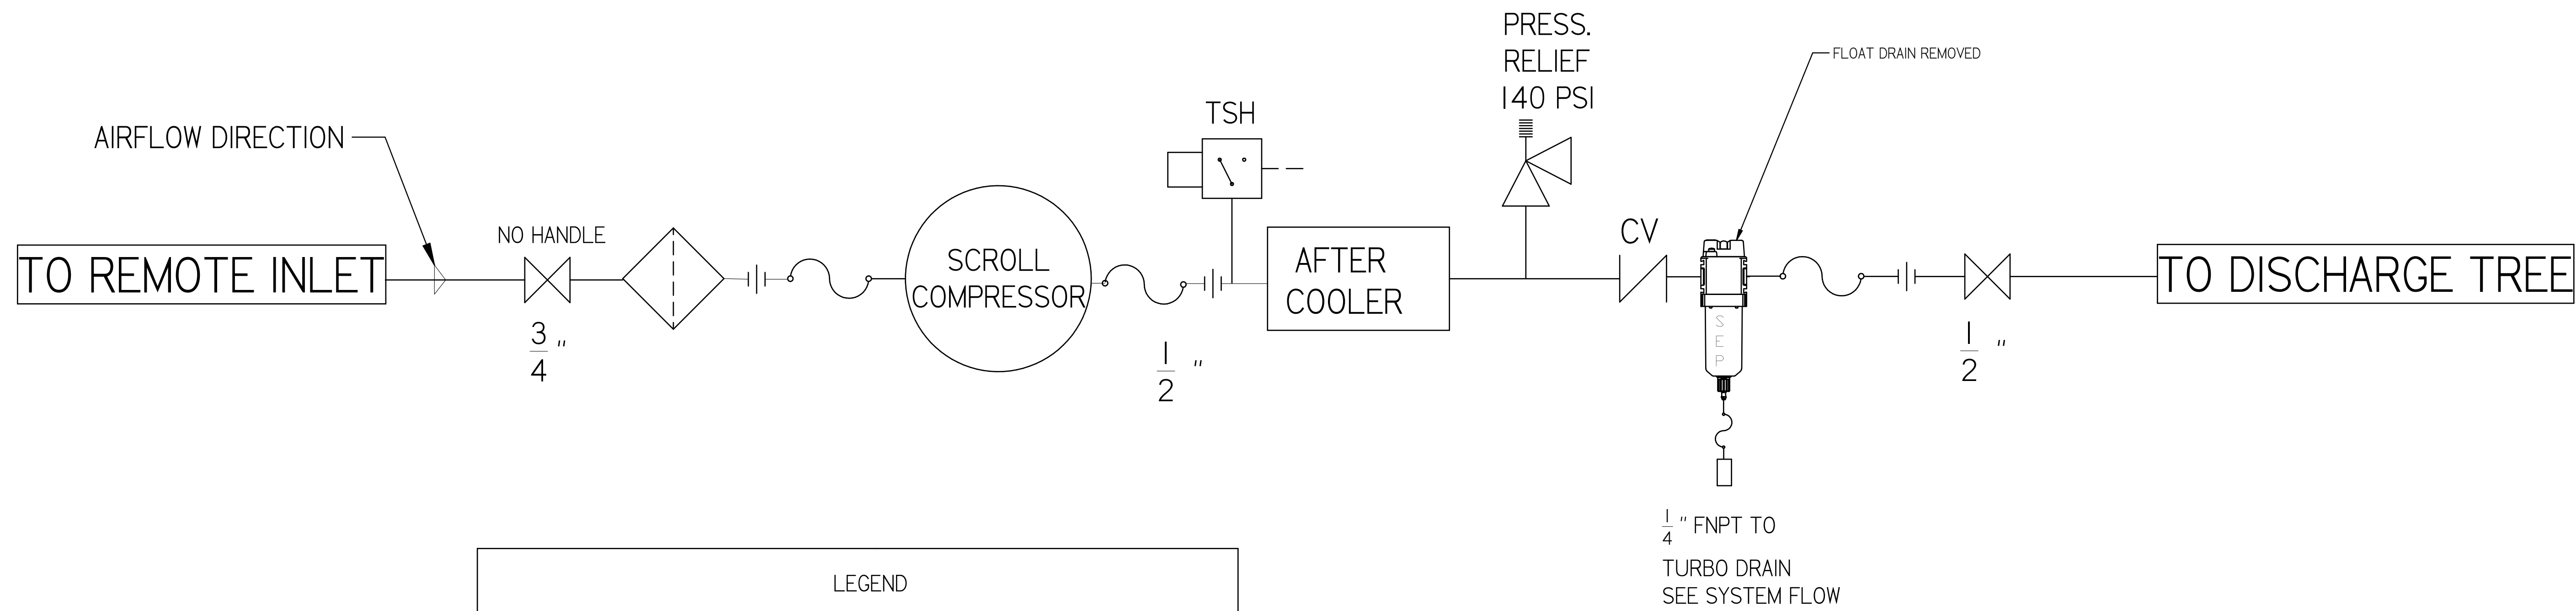 PRESS.
RELIEF
140 PSI
FLOAT DRAIN REMOVED
TSH
AIRFLOW DIRECTION
NO HANDLE
CV
TO REMOTE INLET
SCROLL
COMPRESSOR
AFTER
COOLER
TO DISCHARGE TREE
S
E
P
3/4 "
1/2 "
1/2 "
1/4 " FNPT TO
TURBO DRAIN
SEE SYSTEM FLOW
LEGEND